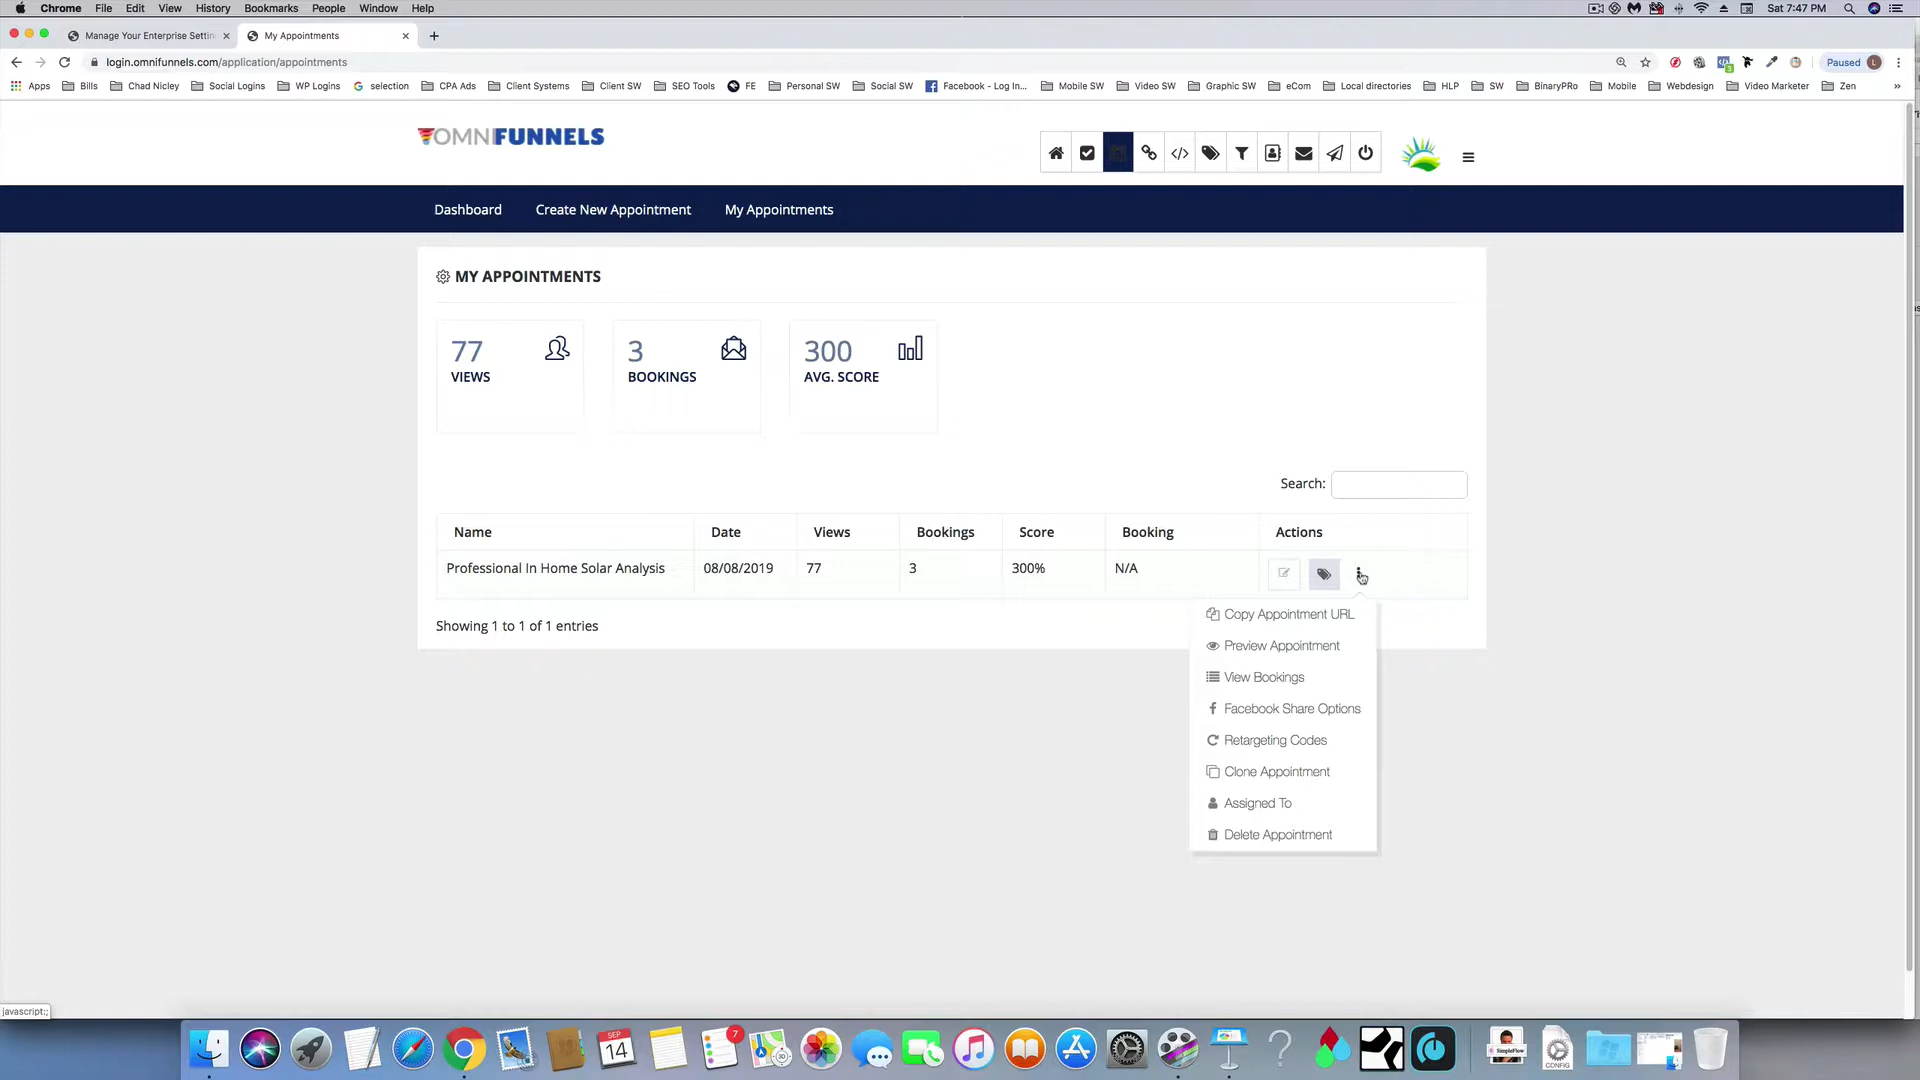 Chrome File Edit View History Bookmarks People Window Help Sat 7:47 PM
Manage Your Enterprise Settin My Appointments
login.omnifunnels.com/application/appointments Paused L
Apps Bills Chad Nicley Social Logins WP Logins selection CPA Ads Client Systems Client SW SEO Tools FE Personal SW Social SW Facebook - Log In... Mobile SW Video SW Graphic SW eCom Local directories HLP SW BinaryPRo Mobile Webdesign Video Marketer Zen »
OMNIFUNNELS
Dashboard Create New Appointment My Appointments
MY APPOINTMENTS
77 3 300
VIEWS BOOKINGS AVG. SCORE
Search:
Name Date Views Bookings Score Booking Actions
Professional In Home Solar Analysis 08/08/2019 77 3 300% N/A
Showing 1 to 1 of 1 entries
Copy Appointment URL
Preview Appointment
View Bookings
Facebook Share Options
Retargeting Codes
Clone Appointment
Assigned To
Delete Appointment
javascript:;
SEP
14
7
3D
SIMPLEFLOW
CONFIG